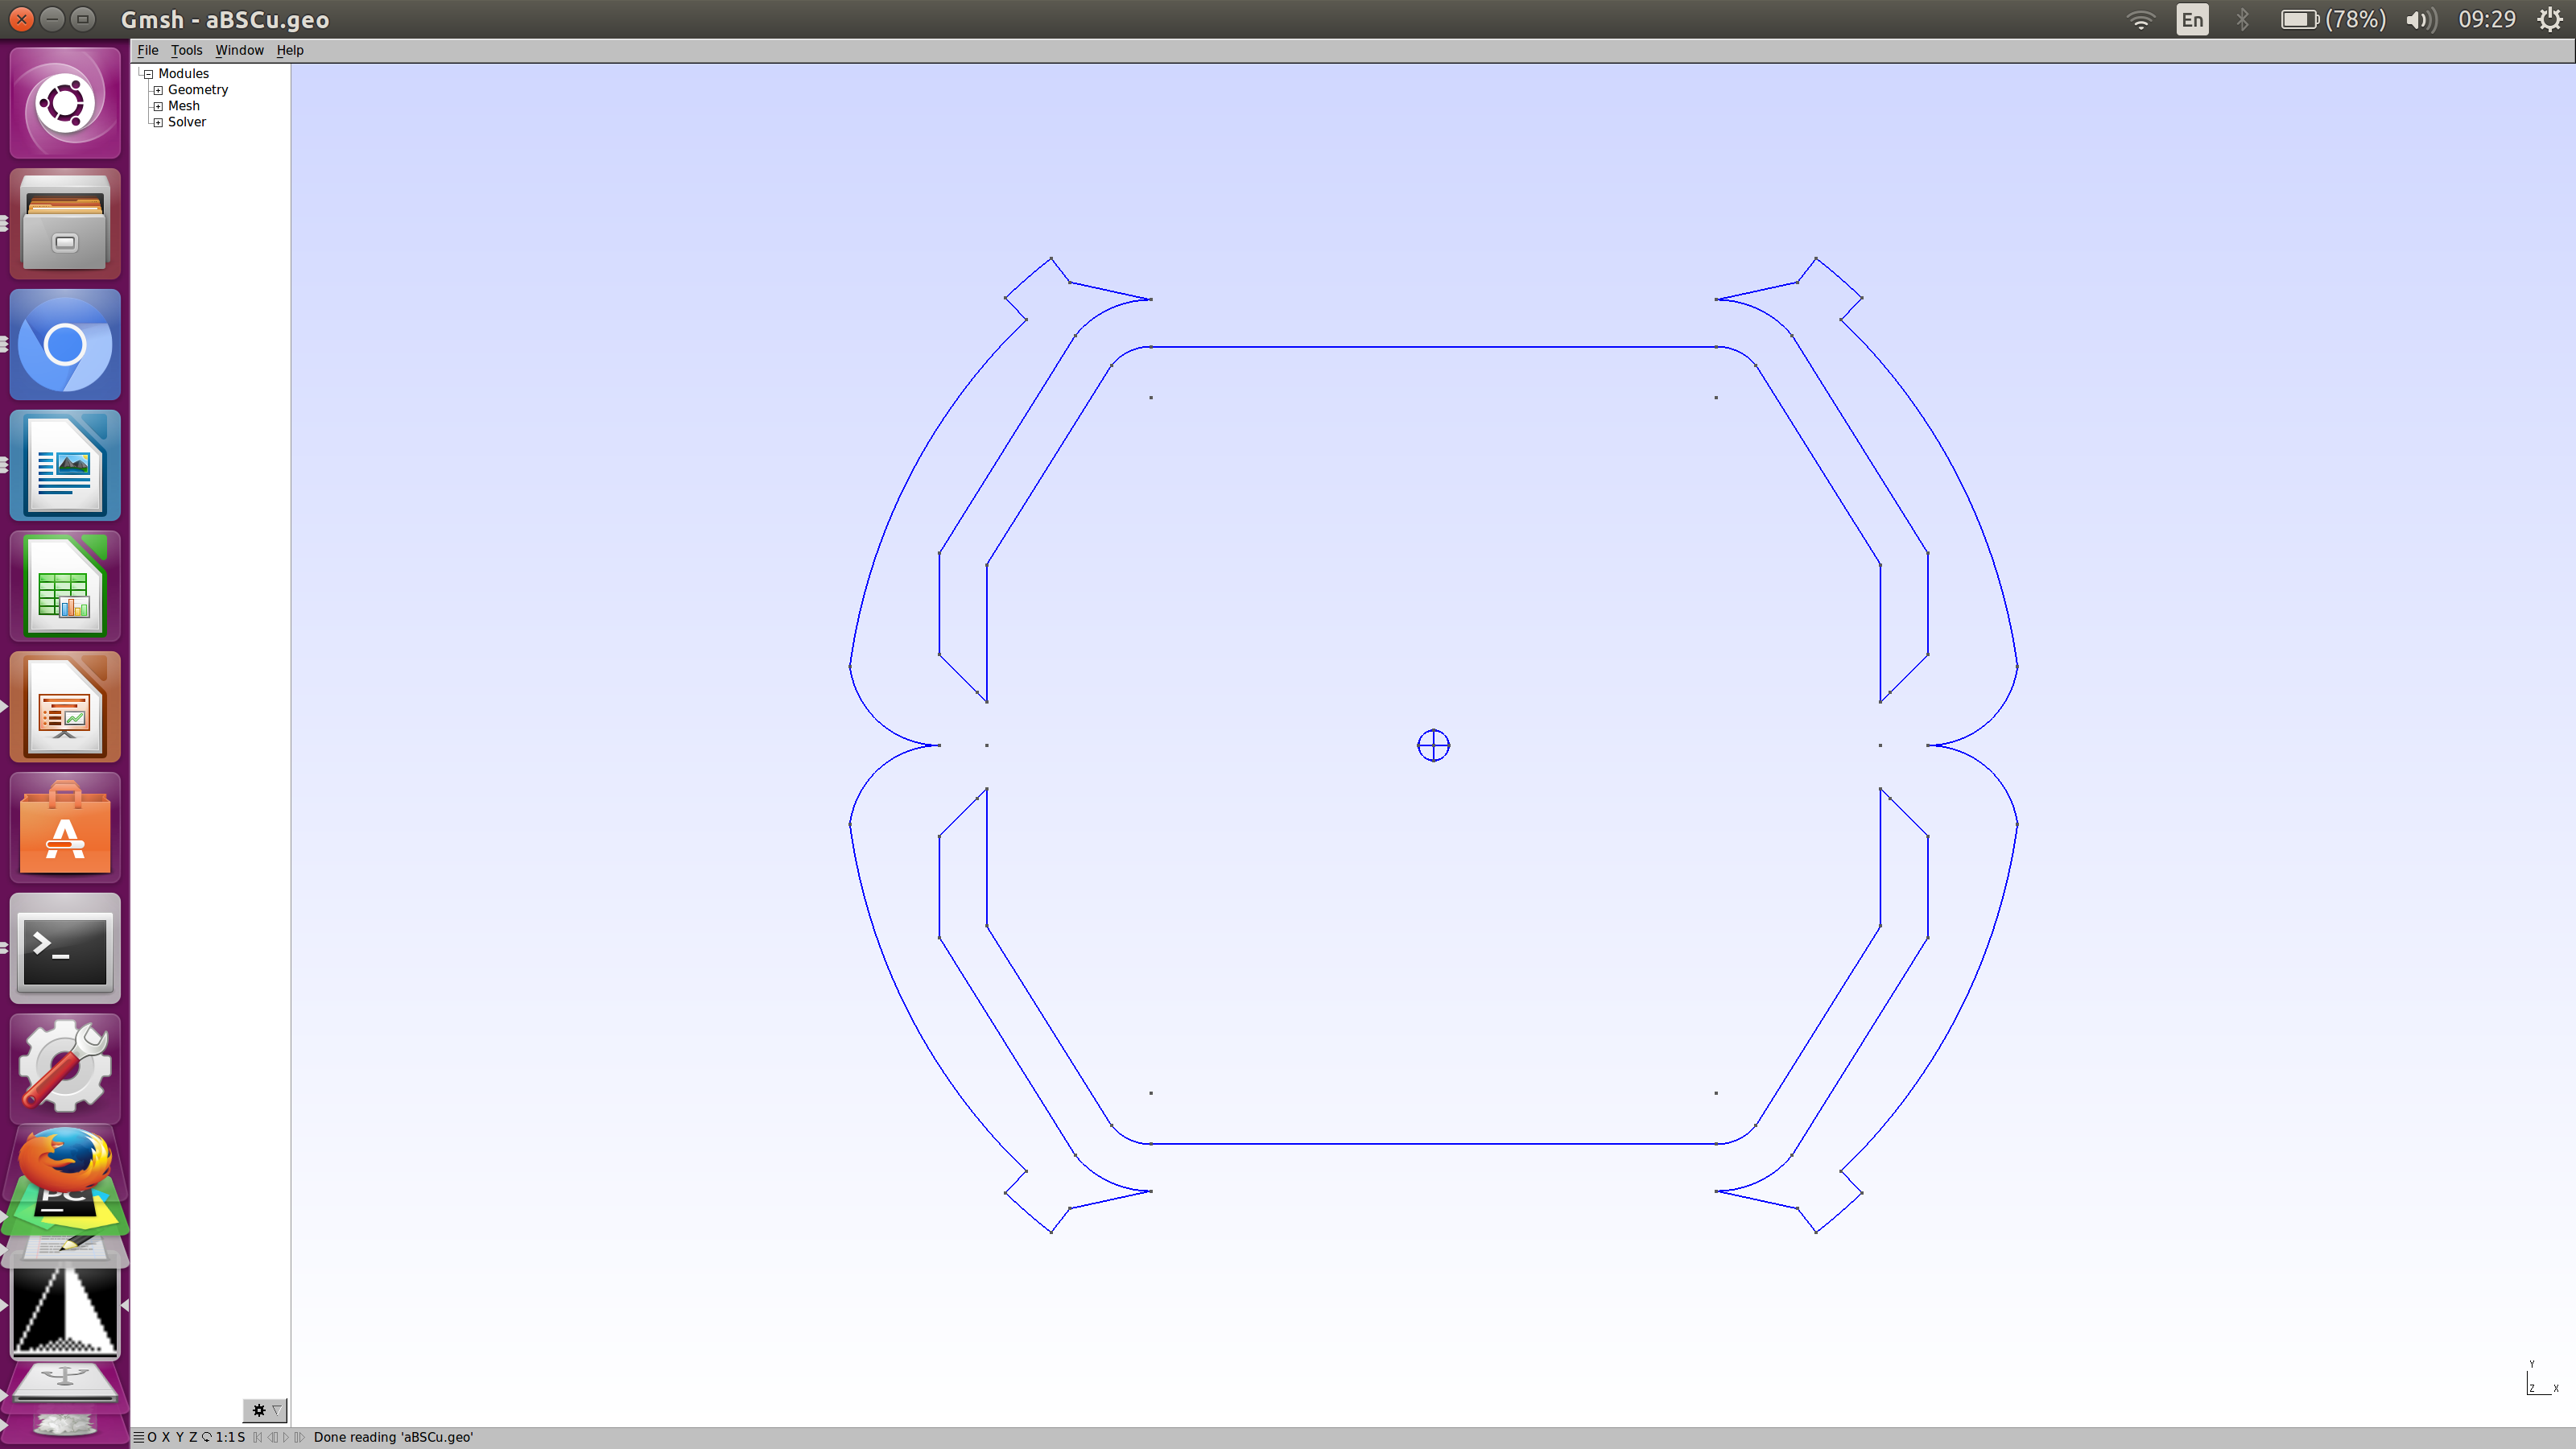 Gmsh - aBSCu.geo
En
(78%)
09:29
File Tools Window Help
Modules
Geometry
Mesh
Solver
A
>_
PC
Y
Z X
O X Y Z 1:1 S Done reading 'aBSCu.geo'